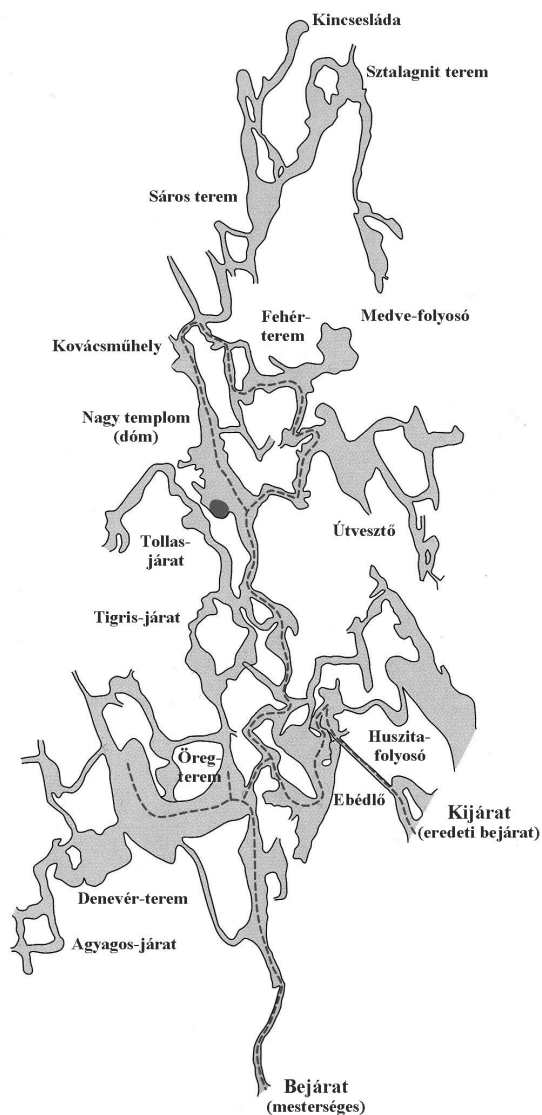 Kincsesláda
Sztalagnit terem
Sáros terem
Fehér-
terem
Medve-folyosó
Kovácsműhely
Nagy templom
(dóm)
Útvesztő
Tollas-
járat
Tigris-járat
Huszita-
folyosó
Öreg-
terem
Ebédlő
Kijárat
(eredeti bejárat)
Denevér-terem
Agyagos-járat
Bejárat
(mesterséges)